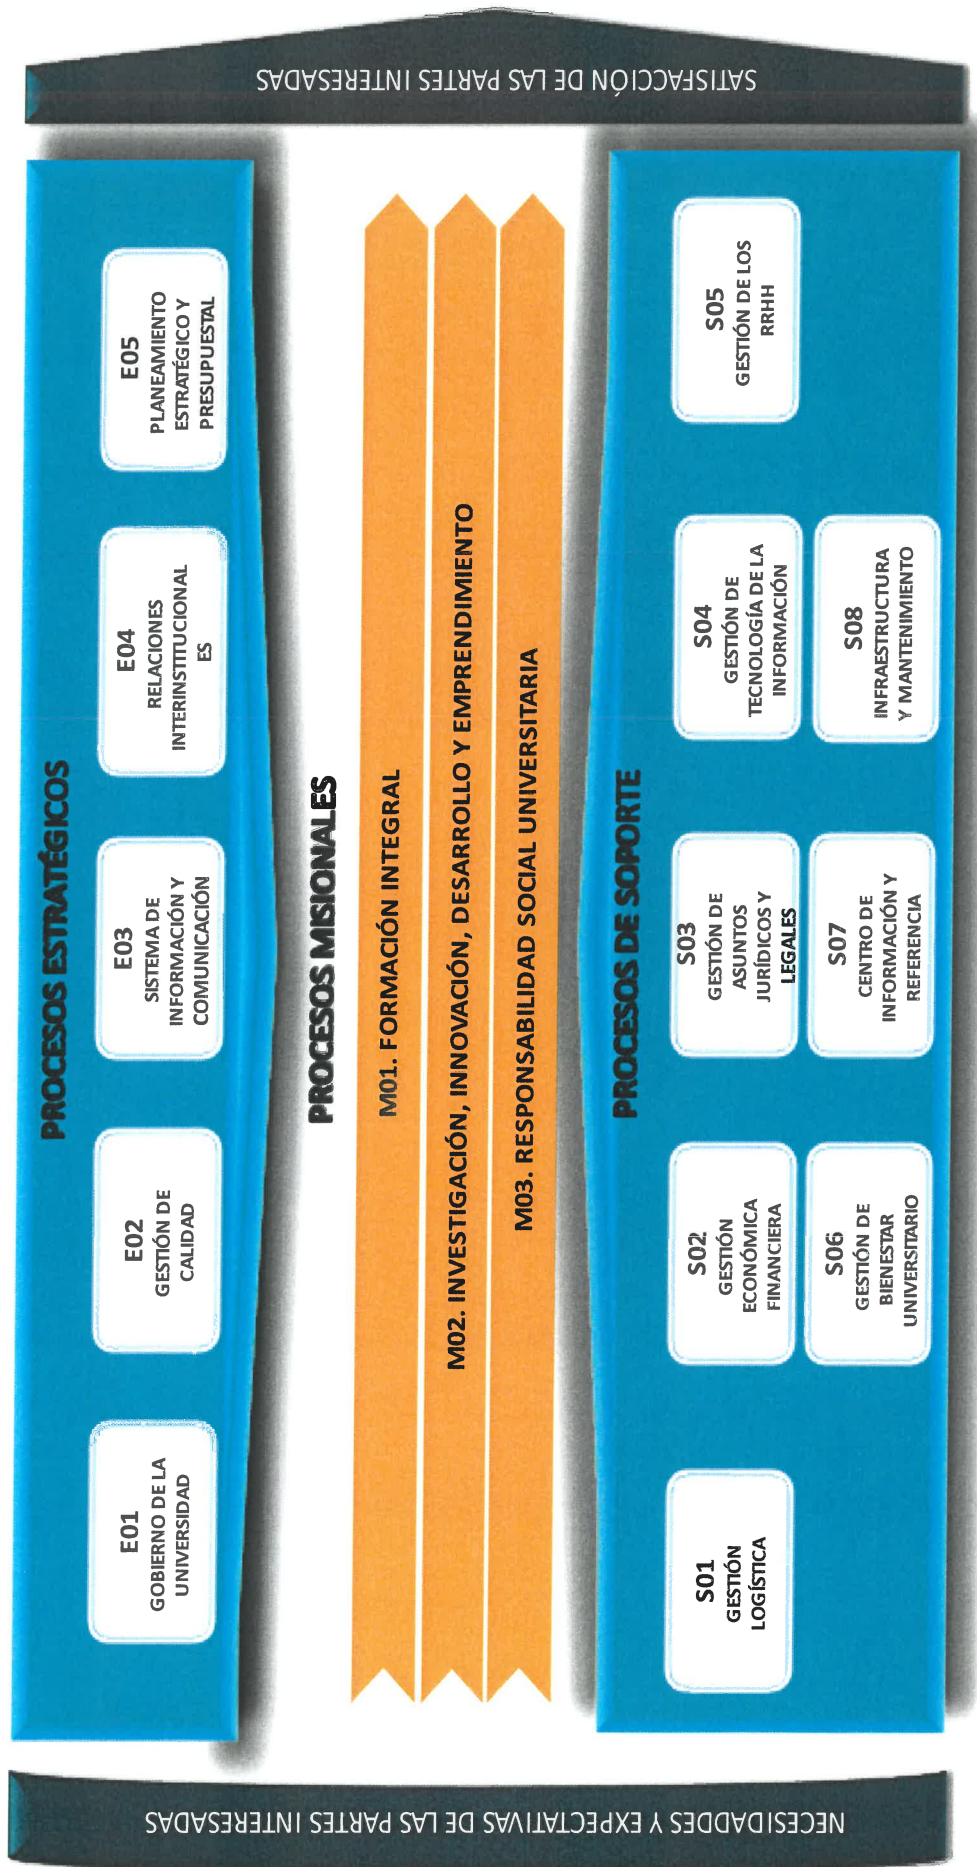 NECESIDADDES Y EXPECTATIVAS DE LAS PARTES INTERESADAS
PROCESOS ESTRATÉGICOS
E01
GOBIERNO DE LA
UNIVERSIDAD
E02
GESTIÓN DE
CALIDAD
E03
SISTEMA DE
INFORMACIÓN Y
COMUNICACIÓN
E04
RELACIONES
INTERINSTITUCIONAL
ES
E05
PLANEAMIENTO
ESTRATÉGICO Y
PRESUPUESTAL
PROCESOS MISIONALES
M01. FORMACIÓN INTEGRAL
M02. INVESTIGACIÓN, INNOVACIÓN, DESARROLLO Y EMPRENDIMIENTO
M03. RESPONSABILIDAD SOCIAL UNIVERSITARIA
PROCESOS DE SOPORTE
S01
GESTIÓN
LOGÍSTICA
S02
GESTIÓN
ECONÓMICA
FINANCIERA
S03
GESTIÓN DE
ASUNTOS
JURÍDICOS Y
LEGALES
S04
GESTIÓN DE
TECNOLOGÍA DE LA
INFORMACIÓN
S05
GESTIÓN DE LOS
RRHH
S06
GESTIÓN DE
BIENESTAR
UNIVERSITARIO
S07
CENTRO DE
INFORMACIÓN Y
REFERENCIA
S08
INFRAESTRUCTURA
Y MANTENIMIENTO
SATISFACCIÓN DE LAS PARTES INTERESADAS